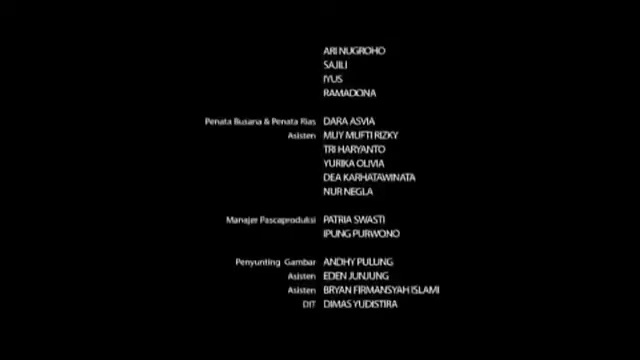 ARI NUGROHO
SAJILI
IYUS
RAMADONA
Penata Busana & Penata Rias DARA ASVIA
Asisten MUY MUFTI RIZKY
TRI HARYANTO
YURIKA OLIVIA
DEA KARHATAWINATA
NUR NEGLA
Manajer Pascaproduksi PATRIA SWASTI
IPUNG PURWONO
Penyunting Gambar ANDHY PULUNG
Asisten EDEN JUNJUNG
Asisten BRYAN FIRMANSYAH ISLAMI
DIT DIMAS YUDISTIRA